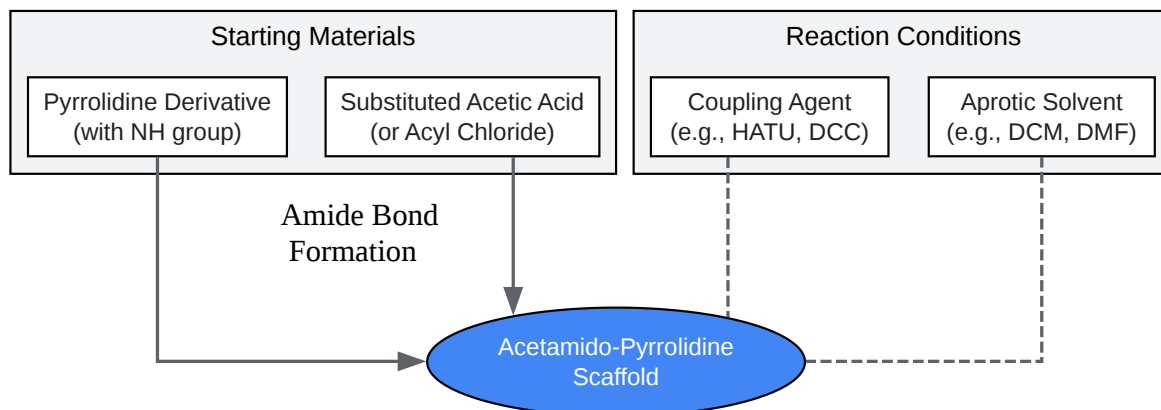 Starting Materials
Reaction Conditions
Pyrrolidine Derivative
(with NH group)
Substituted Acetic Acid
(or Acyl Chloride)
Coupling Agent
(e.g., HATU, DCC)
Aprotic Solvent
(e.g., DCM, DMF)
Amide Bond
Formation
Acetamido-Pyrrolidine
Scaffold